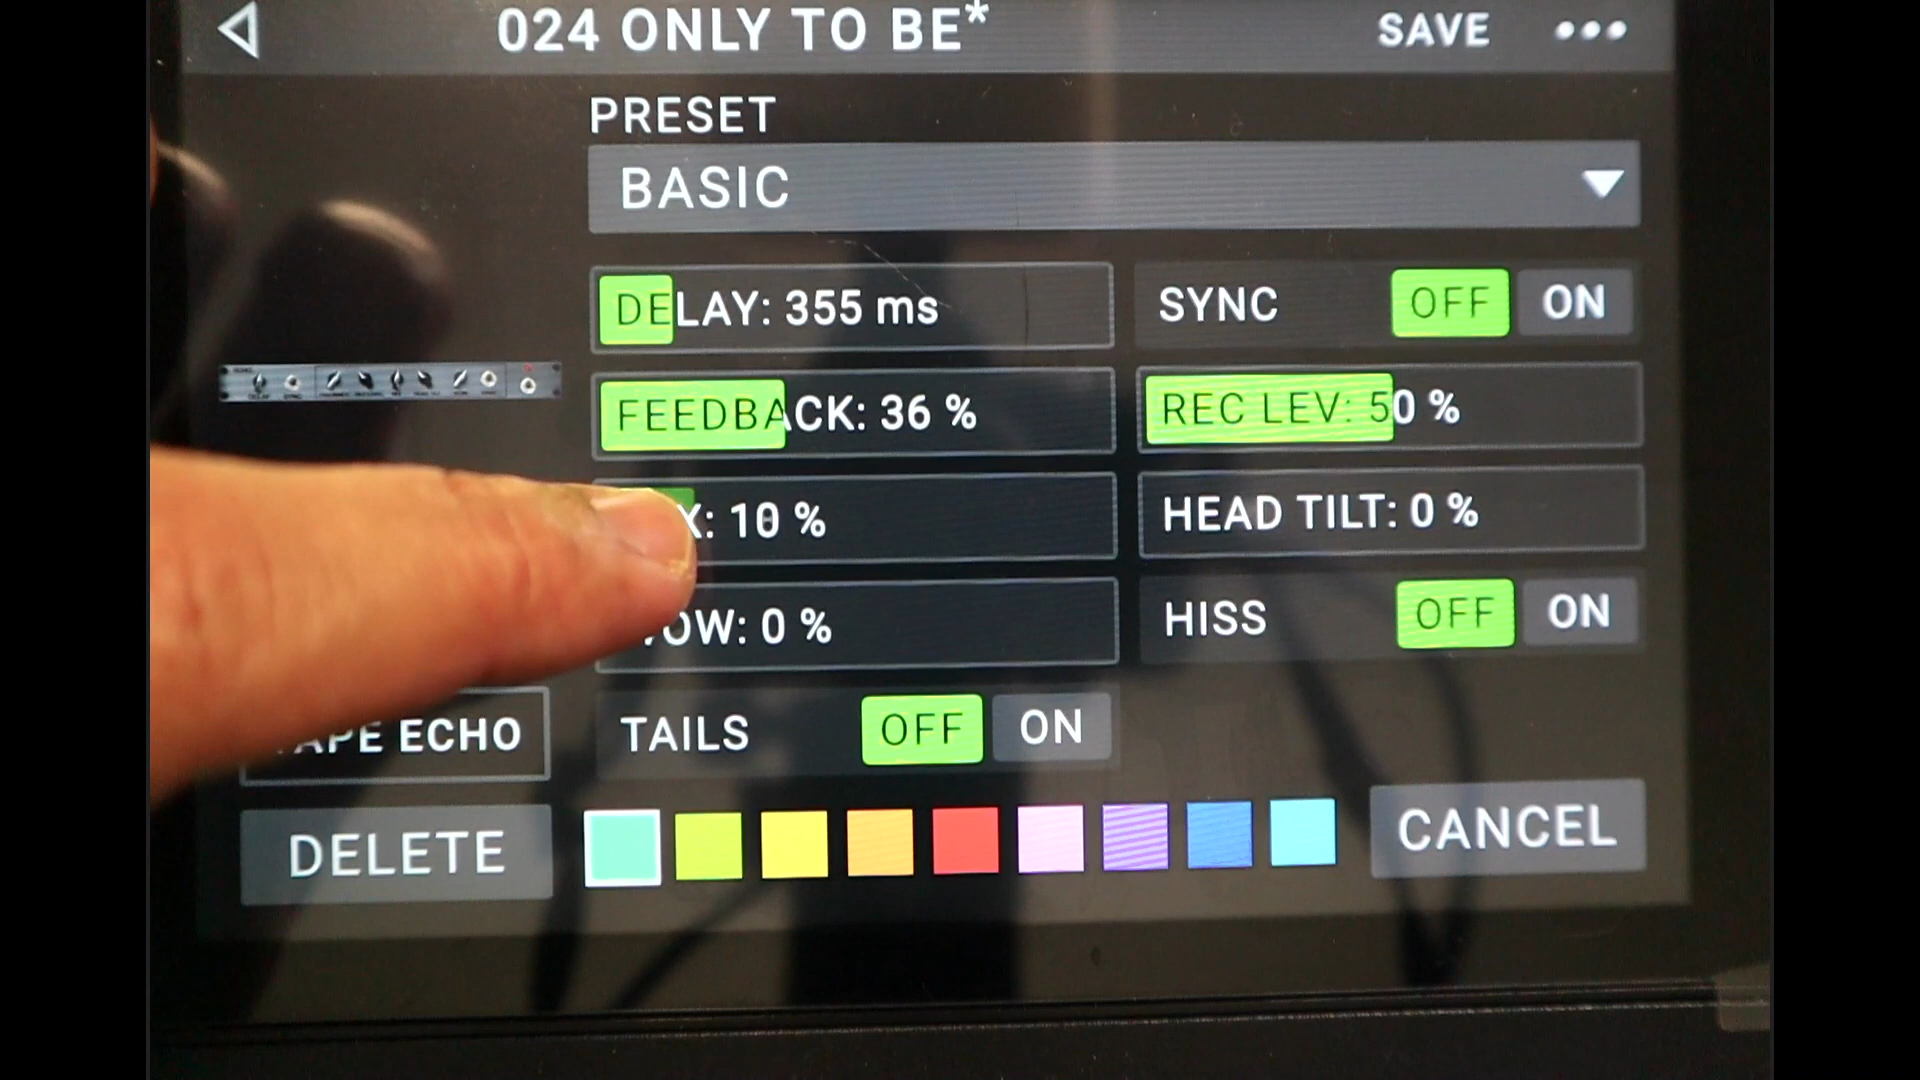 024 ONLY TO BE*
SAVE
PRESET
BASIC
DELAY: 355 ms
SYNC OFF ON
FEEDBACK: 36 %
REC LEV: 50 %
X: 10 %
HEAD TILT: 0 %
OW: 0 %
HISS OFF ON
APE ECHO
TAILS OFF ON
DELETE
CANCEL